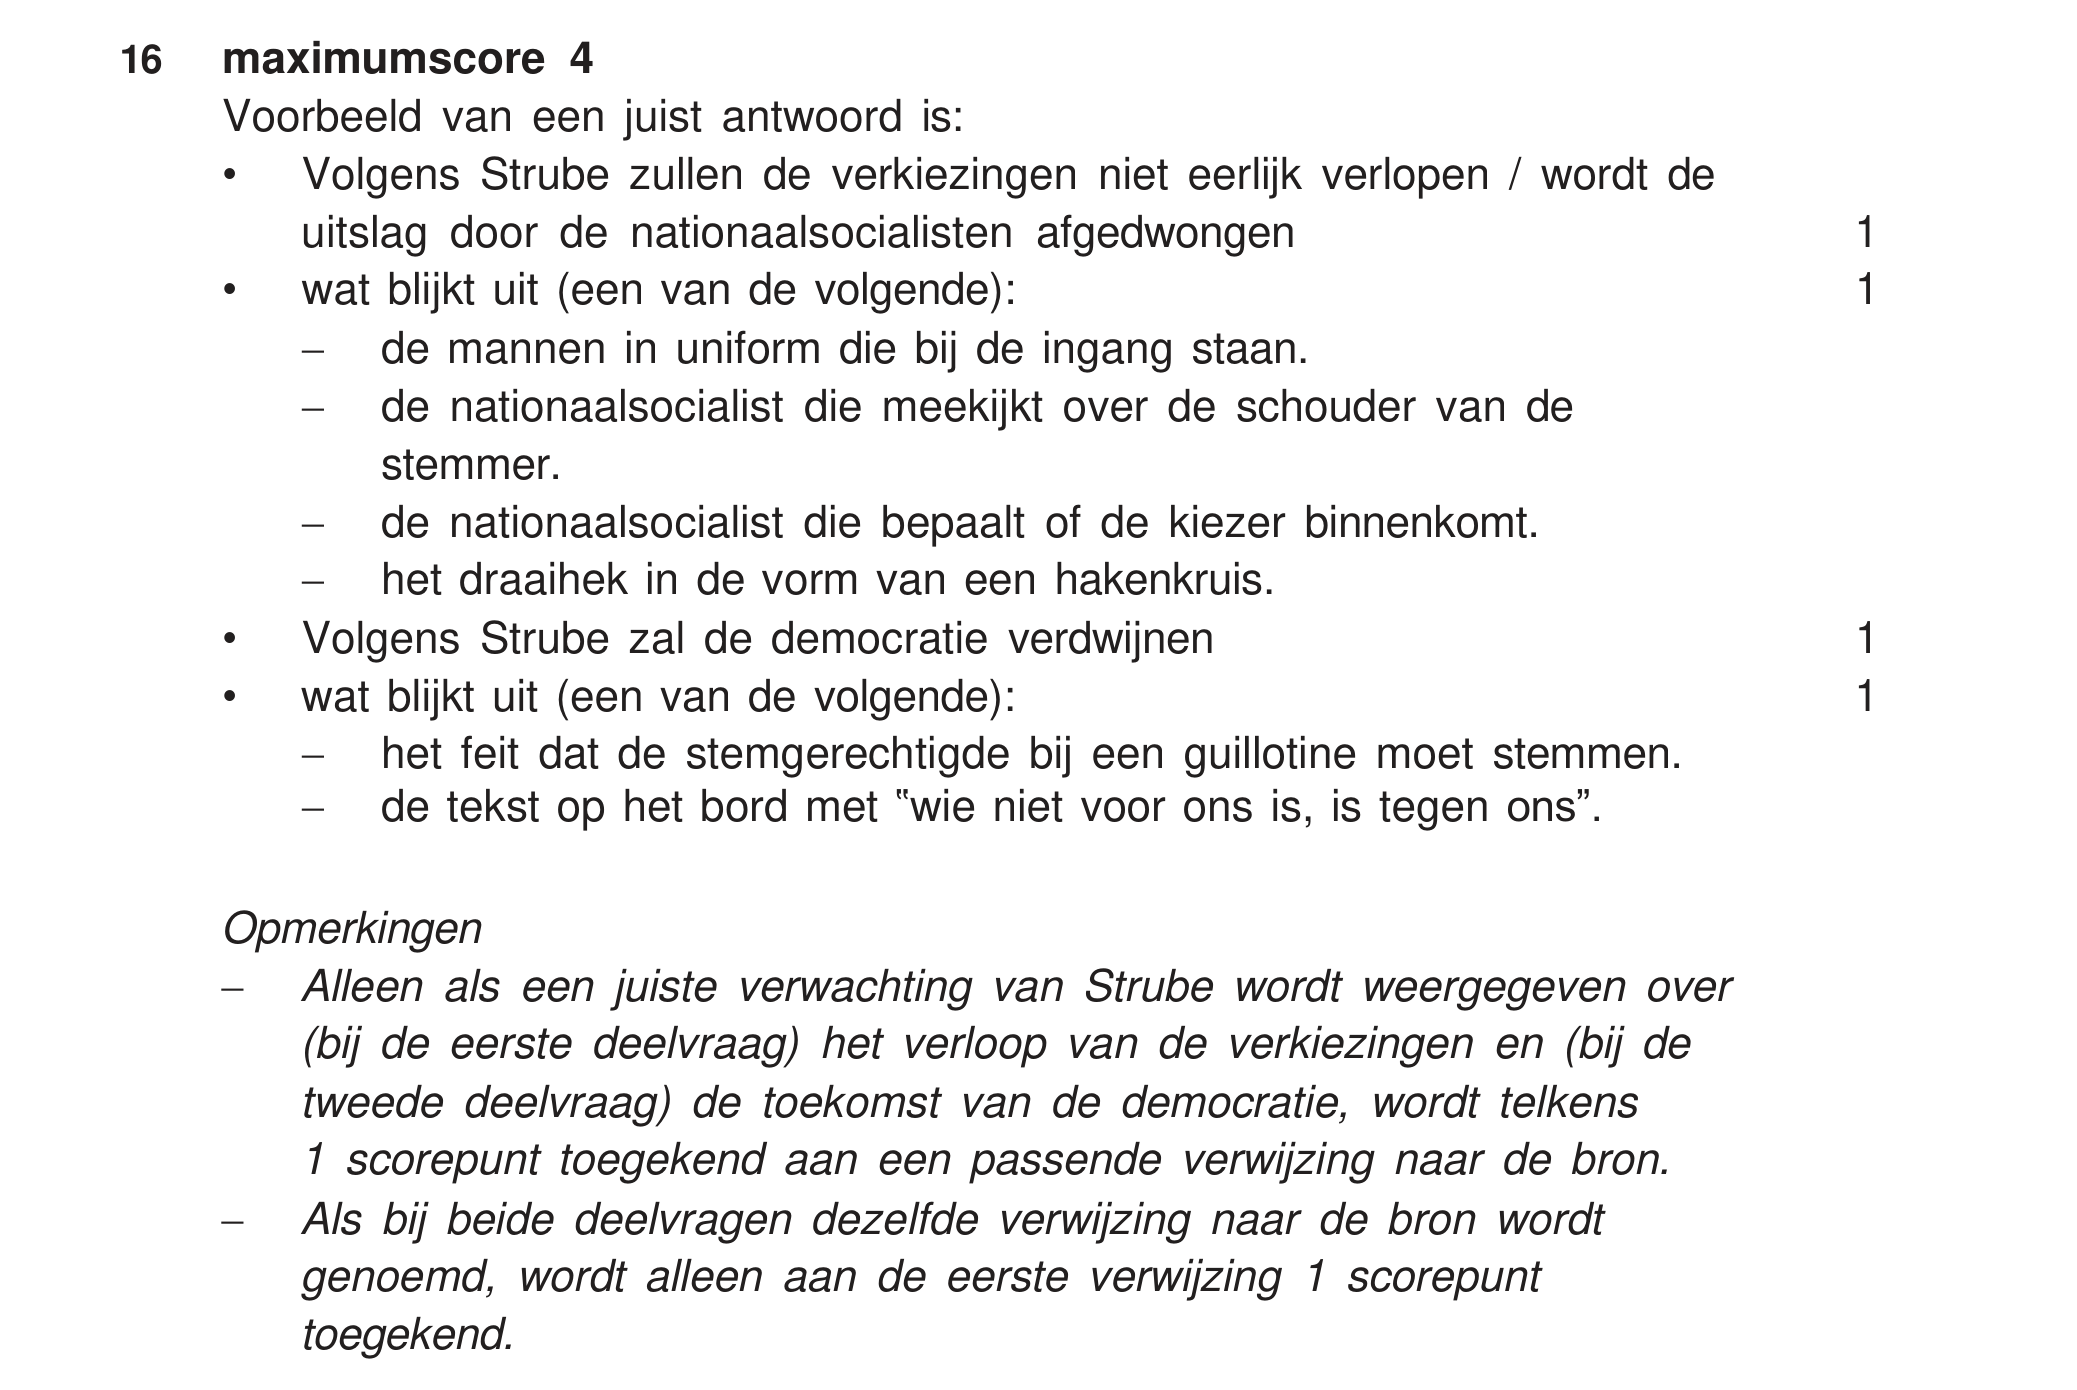 16 maximumscore 4
Voorbeeld van een juist antwoord is:
• Volgens Strube zullen de verkiezingen niet eerlijk verlopen / wordt de
uitslag door de nationaalsocialisten afgedwongen 1
• wat blijkt uit (een van de volgende): 1
− de mannen in uniform die bij de ingang staan.
− de nationaalsocialist die meekijkt over de schouder van de
stemmer.
− de nationaalsocialist die bepaalt of de kiezer binnenkomt.
− het draaihek in de vorm van een hakenkruis.
• Volgens Strube zal de democratie verdwijnen 1
• wat blijkt uit (een van de volgende): 1
− het feit dat de stemgerechtigde bij een guillotine moet stemmen.
− de tekst op het bord met ‟wie niet voor ons is, is tegen ons”.
Opmerkingen
− Alleen als een juiste verwachting van Strube wordt weergegeven over
(bij de eerste deelvraag) het verloop van de verkiezingen en (bij de
tweede deelvraag) de toekomst van de democratie, wordt telkens
1 scorepunt toegekend aan een passende verwijzing naar de bron.
− Als bij beide deelvragen dezelfde verwijzing naar de bron wordt
genoemd, wordt alleen aan de eerste verwijzing 1 scorepunt
toegekend.